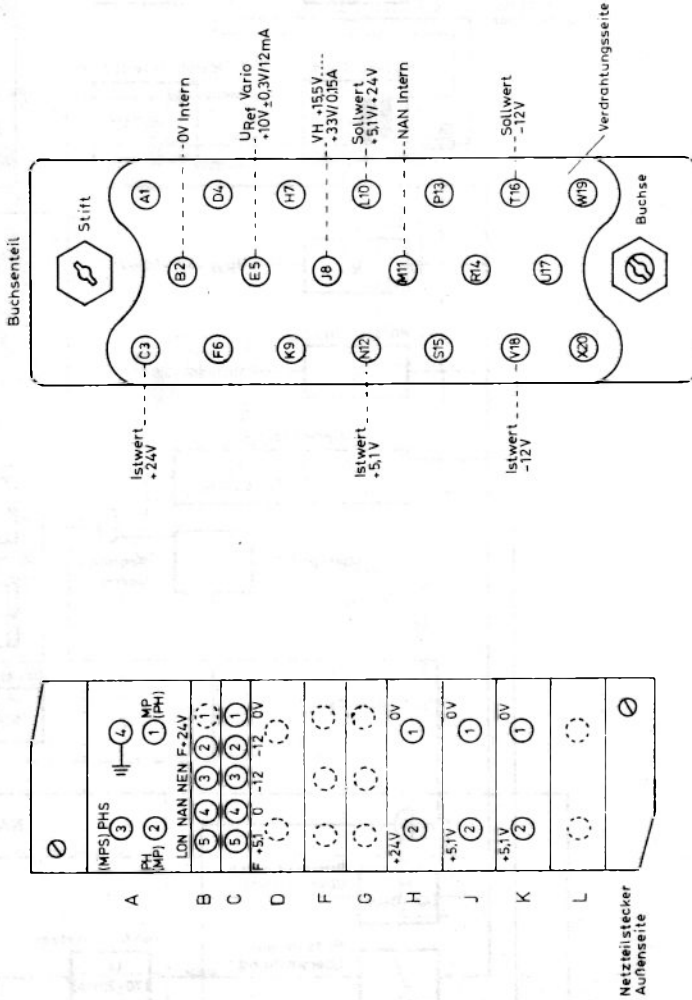 Buchsenteil
Stift
A1
B2
C3
D4
E5
F6
H7
J8
K9
L10
M11
N12
P13
R14
S15
T16
U17
V18
W19
X20
Buchse
0V Intern
URef Vario
+10V ±0,3V/12mA
VH +15,5V.....
+33V/0,15A
Sollwert
+5,1V/+24V
NAN Intern
Sollwert
-12V
Verdrahtungsseite
Istwert
+24V
Istwert
+5,1V
Istwert
-12V
A
(MPS) PHS
3
4
PH
(MP)
2
1
MP
(PH)
LON NAN NEN F+24V
B
5 4 3 2 1
C
5 4 3 2 1
F +5,1 0 -12 -12 0V
D
F
G
H
+24V 0V
2 1
J
+5,1V 0V
2 1
K
+5,1V 0V
2 1
L
Netzteilstecker
Außenseite